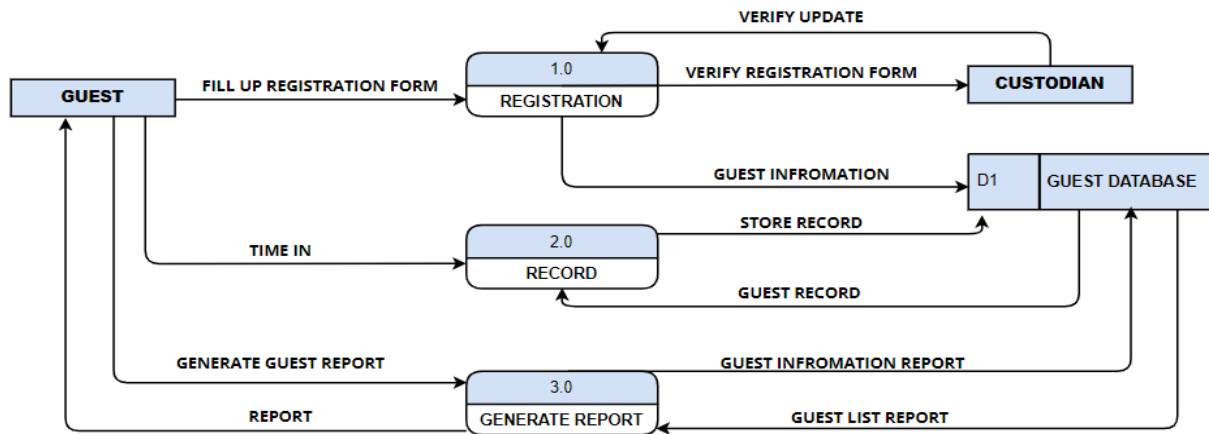 VERIFY UPDATE
1.0
GUEST
FILL UP REGISTRATION FORM
REGISTRATION
VERIFY REGISTRATION FORM
CUSTODIAN
GUEST INFROMATION
D1
GUEST DATABASE
STORE RECORD
TIME IN
2.0
RECORD
GUEST RECORD
GENERATE GUEST REPORT
GUEST INFROMATION REPORT
3.0
REPORT
GENERATE REPORT
GUEST LIST REPORT